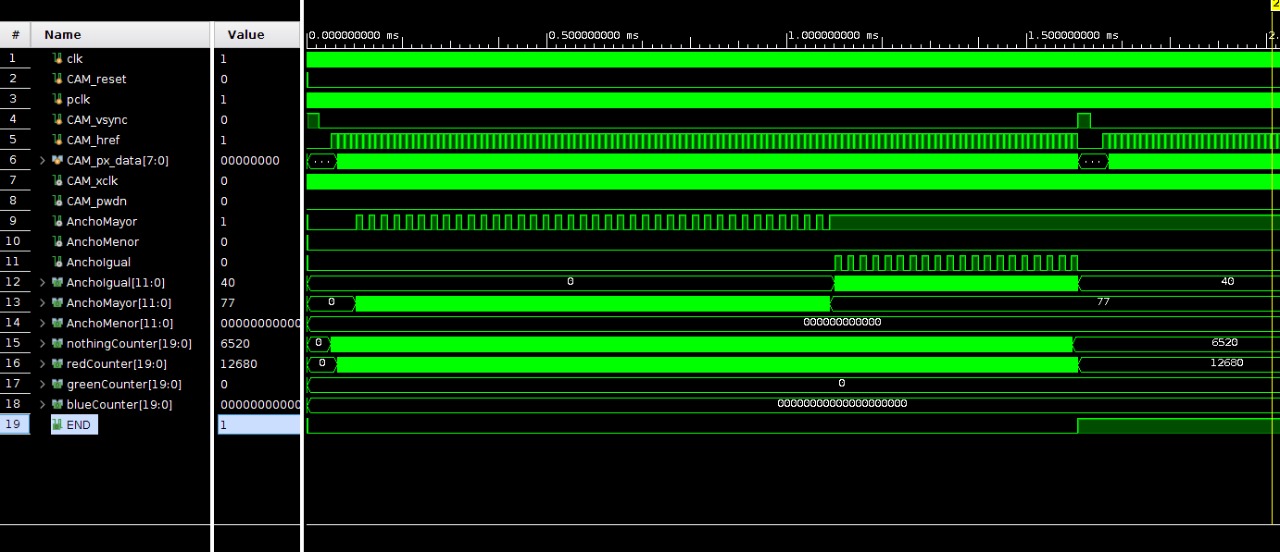 2
# Name Value 0.000000000 ms 0.500000000 ms 1.000000000 ms 1.500000000 ms 2.
1 clk 1
2 CAM_reset 0
3 pclk 1
4 CAM_vsync 0
5 CAM_href 1
6 CAM_px_data[7:0] 00000000 ... ...
7 CAM_xclk 0
8 CAM_pwdn 0
9 AnchoMayor 1
10 AnchoMenor 0
11 AnchoIgual 0
12 AnchoIgual[11:0] 40 0 40
13 AnchoMayor[11:0] 77 0 77
14 AnchoMenor[11:0] 00000000000 000000000000
15 nothingCounter[19:0] 6520 0 6520
16 redCounter[19:0] 12680 0 12680
17 greenCounter[19:0] 0 0
18 blueCounter[19:0] 00000000000 00000000000000000000
19 END 1